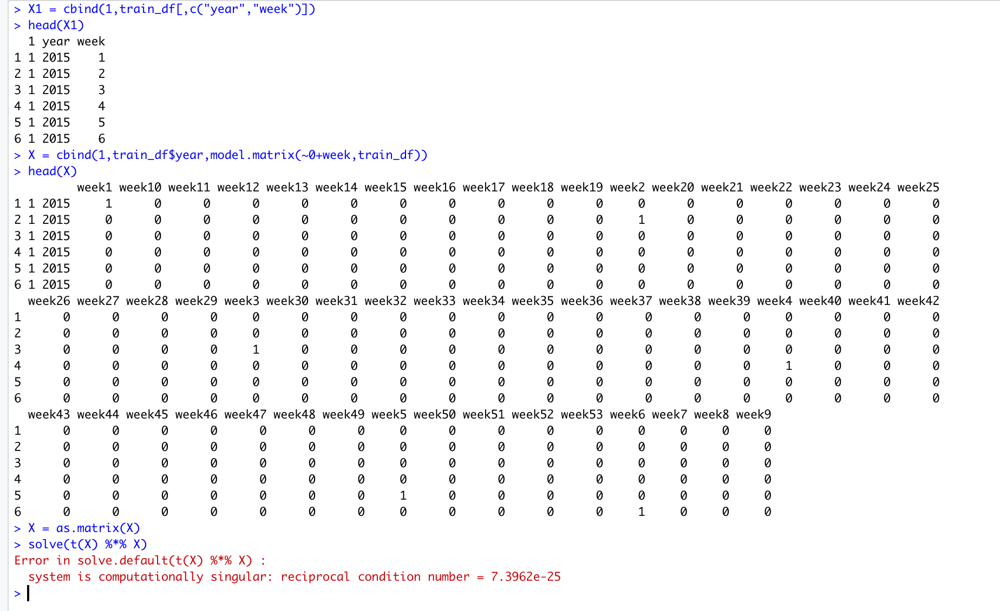 > X1 = cbind(1,train_df[,c("year","week")])
> head(X1)
  1 year week
1 1 2015    1
2 1 2015    2
3 1 2015    3
4 1 2015    4
5 1 2015    5
6 1 2015    6
> X = cbind(1,train_df$year,model.matrix(~0+week,train_df))
> head(X)
         week1 week10 week11 week12 week13 week14 week15 week16 week17 week18 week19 week2 week20 week21 week22 week23 week24 week25
1 1 2015     1      0      0      0      0      0      0      0      0      0      0     0      0      0      0      0      0      0
2 1 2015     0      0      0      0      0      0      0      0      0      0      0     1      0      0      0      0      0      0
3 1 2015     0      0      0      0      0      0      0      0      0      0      0     0      0      0      0      0      0      0
4 1 2015     0      0      0      0      0      0      0      0      0      0      0     0      0      0      0      0      0      0
5 1 2015     0      0      0      0      0      0      0      0      0      0      0     0      0      0      0      0      0      0
6 1 2015     0      0      0      0      0      0      0      0      0      0      0     0      0      0      0      0      0      0
  week26 week27 week28 week29 week3 week30 week31 week32 week33 week34 week35 week36 week37 week38 week39 week4 week40 week41 week42
1      0      0      0      0     0      0      0      0      0      0      0      0      0      0      0     0      0      0      0
2      0      0      0      0     0      0      0      0      0      0      0      0      0      0      0     0      0      0      0
3      0      0      0      0     1      0      0      0      0      0      0      0      0      0      0     0      0      0      0
4      0      0      0      0     0      0      0      0      0      0      0      0      0      0      0     1      0      0      0
5      0      0      0      0     0      0      0      0      0      0      0      0      0      0      0     0      0      0      0
6      0      0      0      0     0      0      0      0      0      0      0      0      0      0      0     0      0      0      0
  week43 week44 week45 week46 week47 week48 week49 week5 week50 week51 week52 week53 week6 week7 week8 week9
1      0      0      0      0      0      0      0     0      0      0      0      0     0     0     0     0
2      0      0      0      0      0      0      0     0      0      0      0      0     0     0     0     0
3      0      0      0      0      0      0      0     0      0      0      0      0     0     0     0     0
4      0      0      0      0      0      0      0     0      0      0      0      0     0     0     0     0
5      0      0      0      0      0      0      0     1      0      0      0      0     0     0     0     0
6      0      0      0      0      0      0      0     0      0      0      0      0     1     0     0     0
> X = as.matrix(X)
> solve(t(X) %*% X)
Error in solve.default(t(X) %*% X) :
  system is computationally singular: reciprocal condition number = 7.3962e-25
>